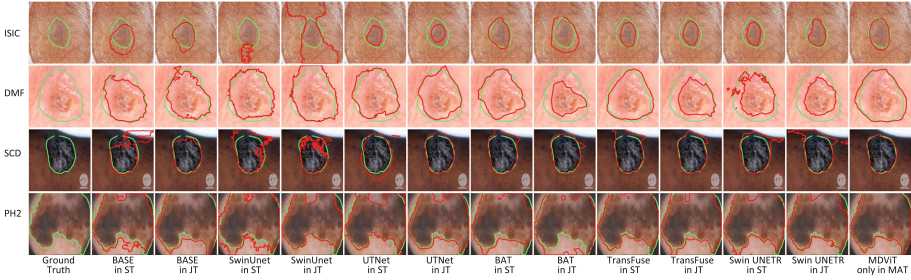 ISIC
DMF
SCD
PH2
Ground Truth
BASE in ST
BASE in JT
SwinUnet in ST
SwinUnet in JT
UTNet in ST
UTNet in JT
BAT in ST
BAT in JT
TransFuse in ST
TransFuse in JT
Swin UNETR in ST
Swin UNETR in JT
MDViT only in MAT